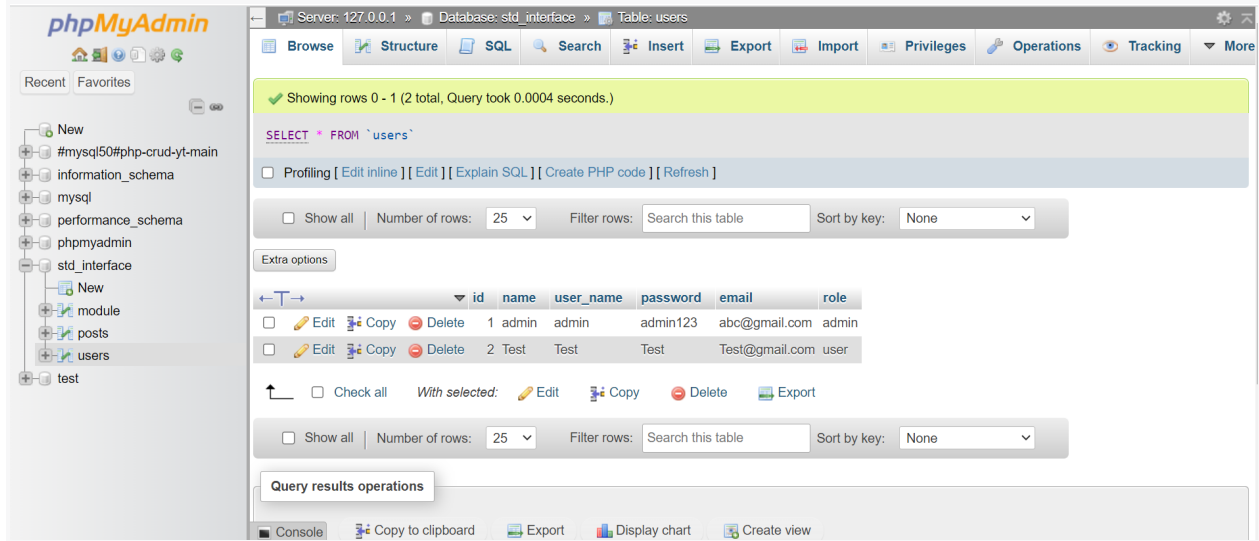 phpMyAdmin
Recent Favorites
New
#mysql50#php-crud-yt-main
information_schema
mysql
performance_schema
phpmyadmin
std_interface
New
module
posts
users
test
← Server: 127.0.0.1 » Database: std_interface » Table: users
Browse Structure SQL Search Insert Export Import Privileges Operations Tracking More
Showing rows 0 - 1 (2 total, Query took 0.0004 seconds.)
SELECT * FROM `users`
Profiling [ Edit inline ] [ Edit ] [ Explain SQL ] [ Create PHP code ] [ Refresh ]
Show all | Number of rows: 25 Filter rows: Search this table Sort by key: None
Extra options
←T→ id name user_name password email role
Edit Copy Delete 1 admin admin admin123 abc@gmail.com admin
Edit Copy Delete 2 Test Test Test Test@gmail.com user
Check all With selected: Edit Copy Delete Export
Show all | Number of rows: 25 Filter rows: Search this table Sort by key: None
Query results operations
Console Copy to clipboard Export Display chart Create view